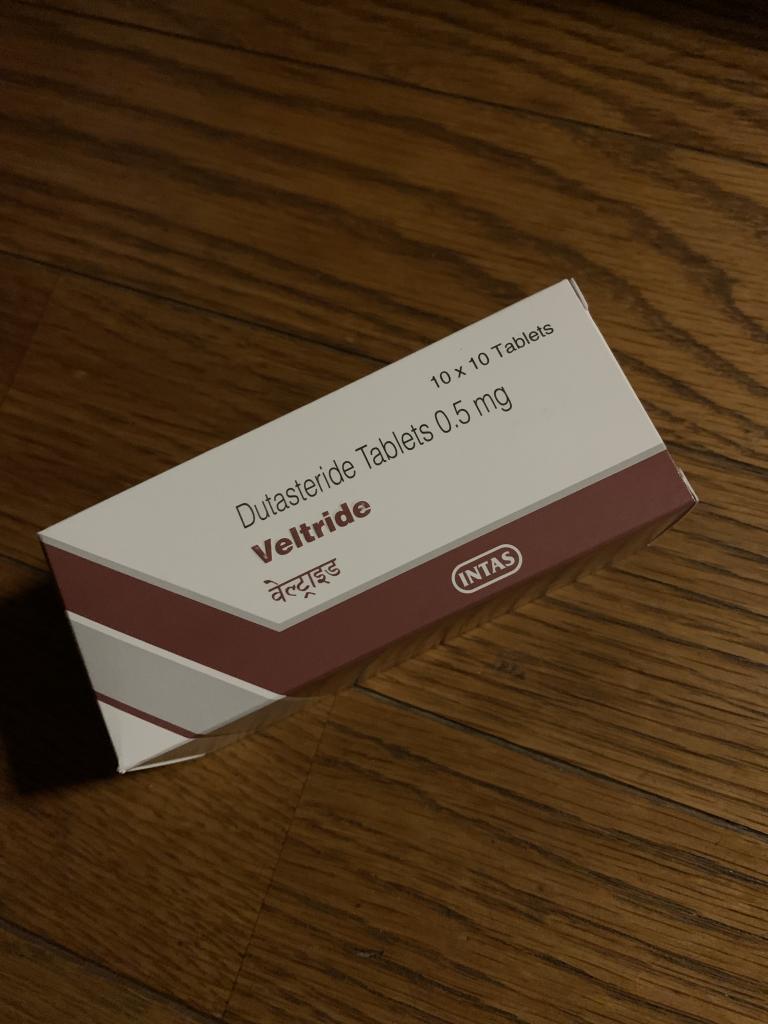 10 x 10 Tablets
Dutasteride Tablets 0.5 mg
Veltride
वेल्ट्राइड
INTAS